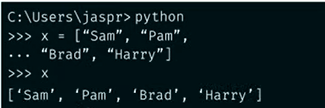 C:\Users\jaspr>python
>>> x = [“Sam”, “Pam”,
... “Brad”, “Harry”]
>>> x
[‘Sam’, ‘Pam’, ‘Brad’, ‘Harry’]